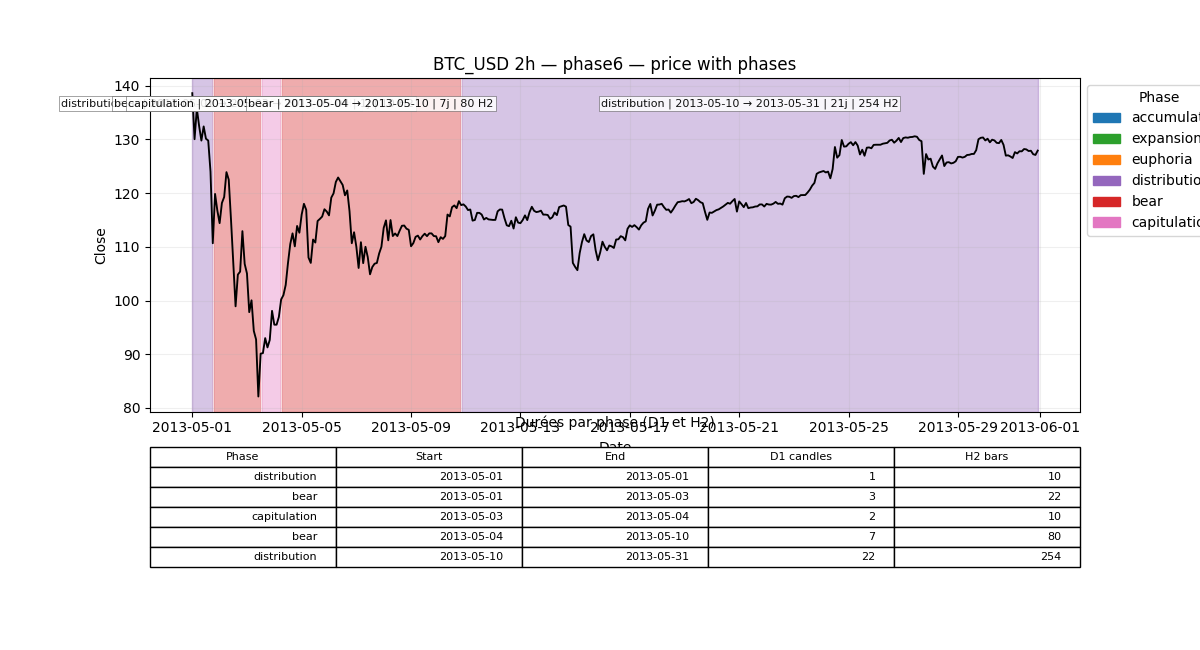 BTC_USD 2h — phase6 — price with phases
140
130
120
110
100
90
80
Close
capitulation | 2013-05
bear | 2013-05-04 → 2013-05-10 | 7j | 80 H2
distribution | 2013-05-10 → 2013-05-31 | 21j | 254 H2
Phase
accumulat
expansion
euphoria
distributio
bear
capitulatio
2013-05-01 2013-05-05 2013-05-09 2013-05-13 2013-05-17 2013-05-21 2013-05-25 2013-05-29 2013-06-01
Date
Durées par phase (D1 et H2)
Phase Start End D1 candles H2 bars
distribution 2013-05-01 2013-05-01 1 10
bear 2013-05-01 2013-05-03 3 22
capitulation 2013-05-03 2013-05-04 2 10
bear 2013-05-04 2013-05-10 7 80
distribution 2013-05-10 2013-05-31 22 254